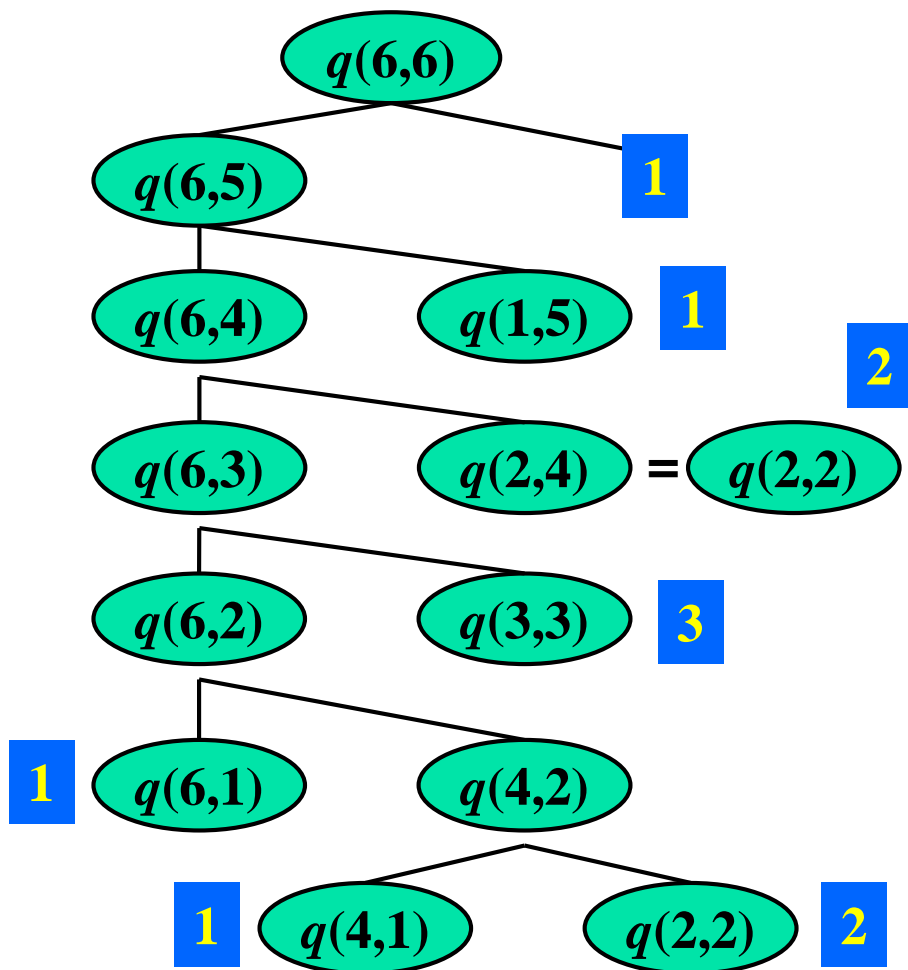 q(6,6)
q(6,5) 1
q(6,4) q(1,5) 1
2
q(6,3) q(2,4) = q(2,2)
q(6,2) q(3,3) 3
1 q(6,1) q(4,2)
1 q(4,1) q(2,2) 2